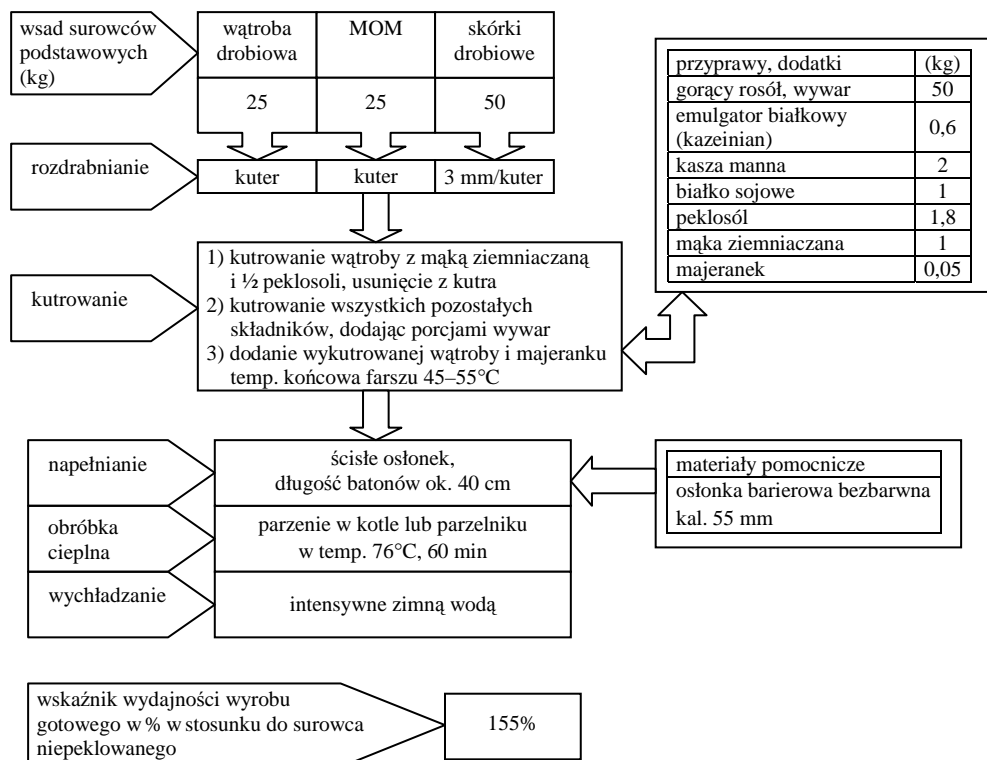 wsad surowców
podstawowych
(kg)
wątroba
drobiowa
MOM
skórki
drobiowe
25
25
50
rozdrabnianie
kuter
kuter
3 mm/kuter
przyprawy, dodatki
(kg)
gorący rosół, wywar
50
emulgator białkowy
(kazeinian)
0,6
kasza manna
2
białko sojowe
1
peklosól
1,8
mąka ziemniaczana
1
majeranek
0,05
kutrowanie
1) kutrowanie wątroby z mąką ziemniaczaną
i ½ peklosoli, usunięcie z kutra
2) kutrowanie wszystkich pozostałych
składników, dodając porcjami wywar
3) dodanie wykutrowanej wątroby i majeranku
temp. końcowa farszu 45–55°C
napełnianie
ścisłe osłonek,
długość batonów ok. 40 cm
materiały pomocnicze
osłonka barierowa bezbarwna
kal. 55 mm
obróbka
cieplna
parzenie w kotle lub parzelniku
w temp. 76°C, 60 min
wychładzanie
intensywne zimną wodą
wskaźnik wydajności wyrobu
gotowego w % w stosunku do surowca
niepeklowanego
155%